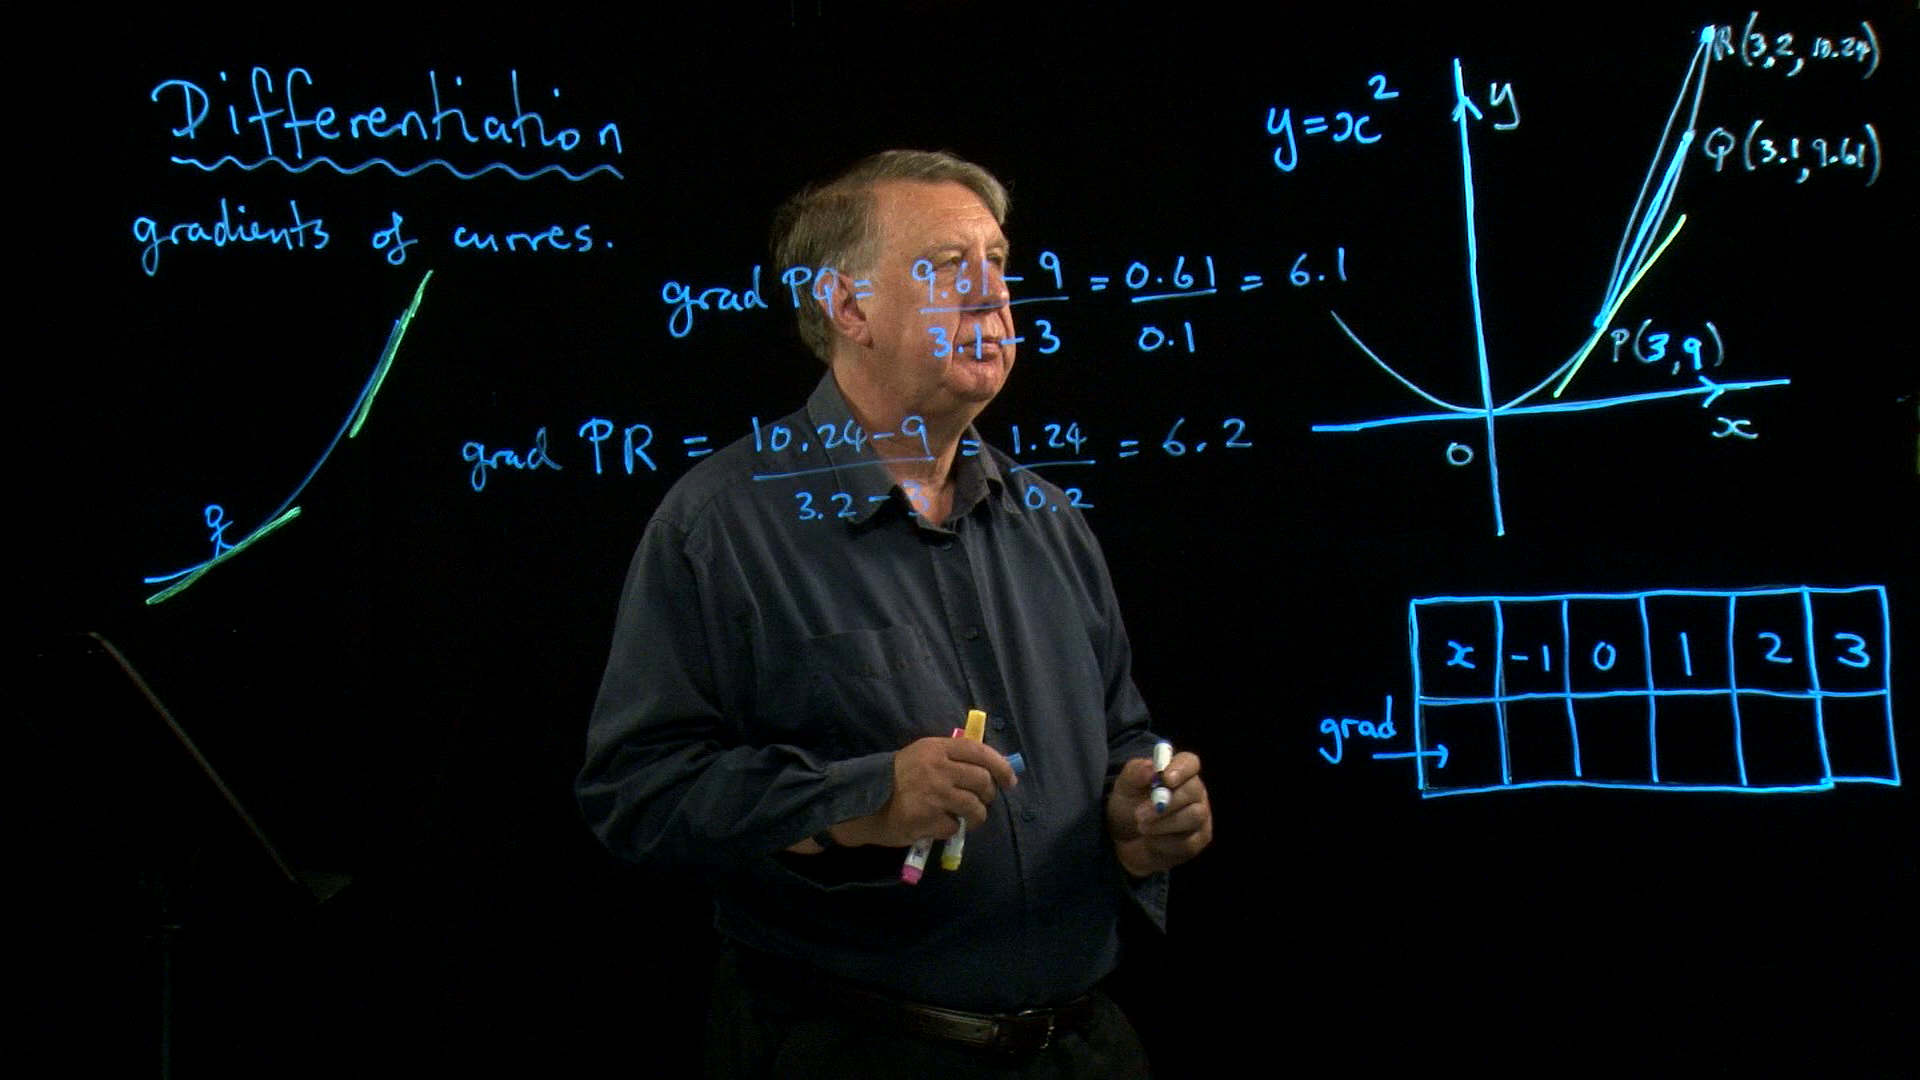 Differentiation
gradients of curves.
grad PQ = 9.61 - 9 / 3.1 - 3 = 0.61 / 0.1 = 6.1
grad PR = 10.24 - 9 / 3.2 - 3 = 1.24 / 0.2 = 6.2
y = x²
y
R(3.2, 10.24)
Q(3.1, 9.61)
P(3, 9)
x
0
x -1 0 1 2 3
grad →